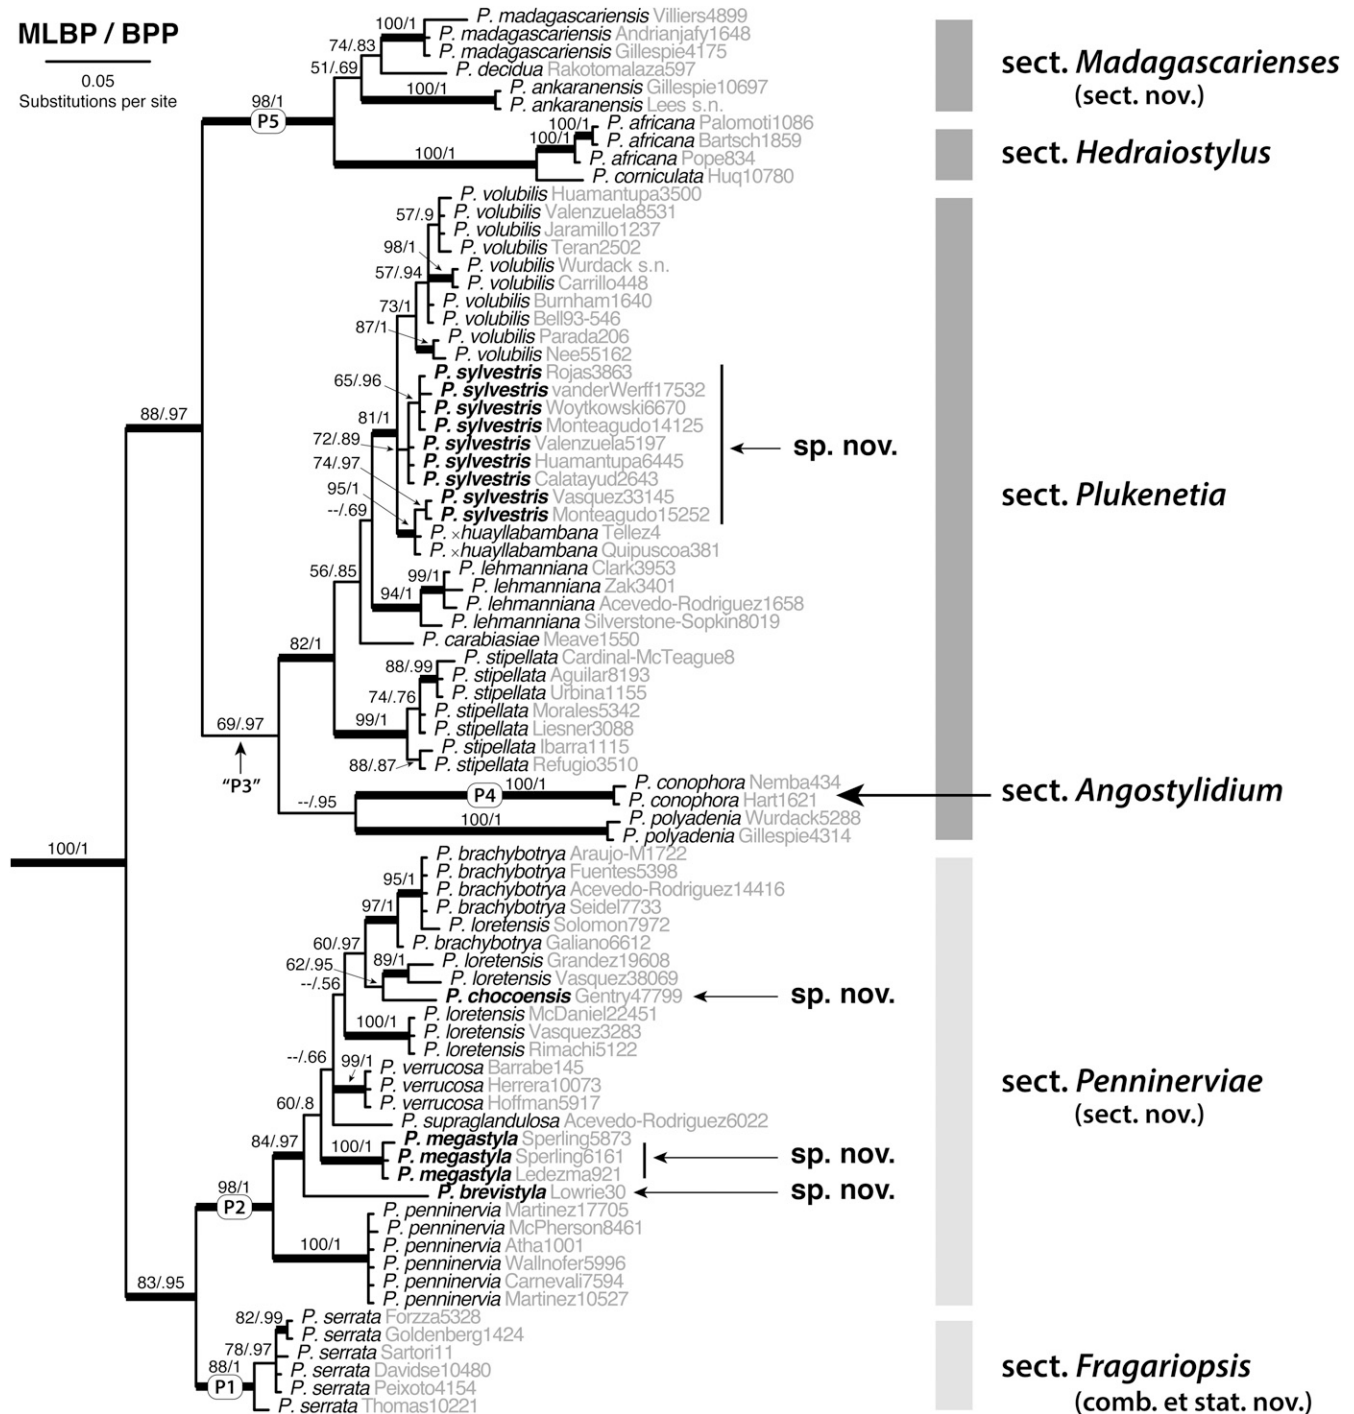 MLBP / BPP
0.05
Substitutions per site
100/1
P. madagascariensis Villiers4899
P. madagascariensis Andrianjafy1648
74/.83
P. madagascariensis Gillespie4175
51/.69
P. decidua Rakotomalaza597
98/1
100/1
P. ankaranensis Gillespie10697
P. ankaranensis Lees s.n.
P5
100/1
P. africana Palomoti1086
100/1
P. africana Bartsch1859
100/1
P. africana Pope834
P. corniculata Huq10780
P. volubilis Huamantupa3500
57/.9
P. volubilis Valenzuela8531
P. volubilis Jaramillo1237
98/1
P. volubilis Teran2502
57/.94
P. volubilis Wurdack s.n.
P. volubilis Carrillo448
73/1
P. volubilis Burnham1640
87/1
P. volubilis Bell93-546
P. volubilis Parada206
P. volubilis Nee55162
65/.96
P. sylvestris Rojas3863
P. sylvestris vanderWerff17532
88/.97
81/1
P. sylvestris Woytkowski6670
P. sylvestris Monteagudo14125
72/.89
P. sylvestris Valenzuela5197
sp. nov.
74/.97
P. sylvestris Huamantupa6445
95/1
P. sylvestris Calatayud2643
--/.69
P. sylvestris Vasquez33145
P. sylvestris Monteagudo15252
P. ×huayllabambana Tellez4
P. ×huayllabambana Quipuscoa381
56/.85
99/1
P. lehmanniana Clark3953
94/1
P. lehmanniana Zak3401
P. lehmanniana Acevedo-Rodriguez1658
P. lehmanniana Silverstone-Sopkin8019
82/1
P. carabiasiae Meave1550
88/.99
P. stipellata Cardinal-McTeague8
P. stipellata Aguilar8193
74/.76
P. stipellata Urbina1155
99/1
P. stipellata Morales5342
69/.97
P. stipellata Liesner3088
88/.87
P. stipellata Ibarra1115
P. stipellata Refugio3510
“P3”
P4
100/1
P. conophora Nemba434
--/.95
P. conophora Hart1621
100/1
P. polyadenia Wurdack5288
P. polyadenia Gillespie4314
100/1
P. brachybotrya Araujo-M1722
95/1
P. brachybotrya Fuentes5398
P. brachybotrya Acevedo-Rodriguez14416
97/1
P. brachybotrya Seidel7733
P. loretensis Solomon7972
60/.97
P. brachybotrya Galiano6612
62/.95
89/1
P. loretensis Grandez19608
--/.56
P. loretensis Vasquez38069
P. chocoensis Gentry47799
sp. nov.
100/1
P. loretensis McDaniel22451
P. loretensis Vasquez3283
--/.66
P. loretensis Rimachi5122
99/1
P. verrucosa Barrabe145
P. verrucosa Herrera10073
60/.8
P. verrucosa Hoffman5917
P. supraglandulosa Acevedo-Rodriguez6022
84/.97
100/1
P. megastyla Sperling5873
P. megastyla Sperling6161
sp. nov.
P. megastyla Ledezma921
98/1
P2
P. brevistyla Lowrie30
sp. nov.
P. penninervia Martinez17705
P. penninervia McPherson8461
100/1
P. penninervia Atha1001
P. penninervia Wallnofer5996
83/.95
P. penninervia Carnevali7594
P. penninervia Martinez10527
82/.99
P. serrata Forzza5328
P. serrata Goldenberg1424
78/.97
P. serrata Sartori11
88/1
P1
P. serrata Davidse10480
P. serrata Peixoto4154
P. serrata Thomas10221
sect. Madagascarienses
(sect. nov.)
sect. Hedraiostylus
sect. Plukenetia
sect. Angostylidium
sect. Penninerviae
(sect. nov.)
sect. Fragariopsis
(comb. et stat. nov.)